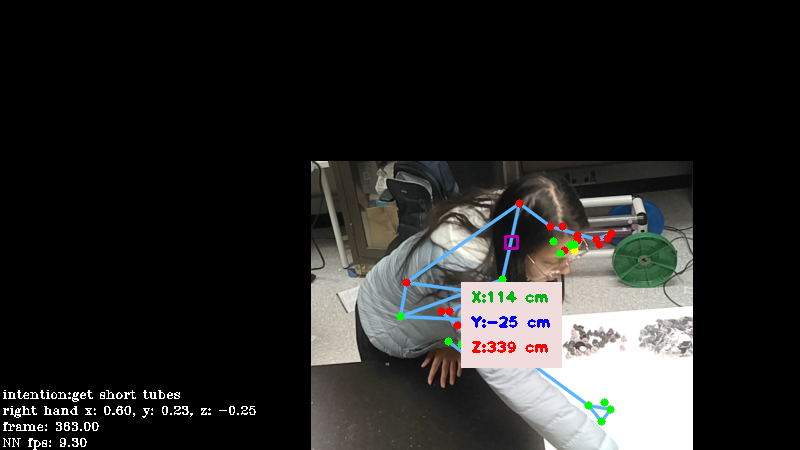 X:114 cm
Y:-25 cm
Z:339 cm
intention:get short tubes
right hand x: 0.60, y: 0.23, z: -0.25
frame: 363.00
NN fps: 9.30